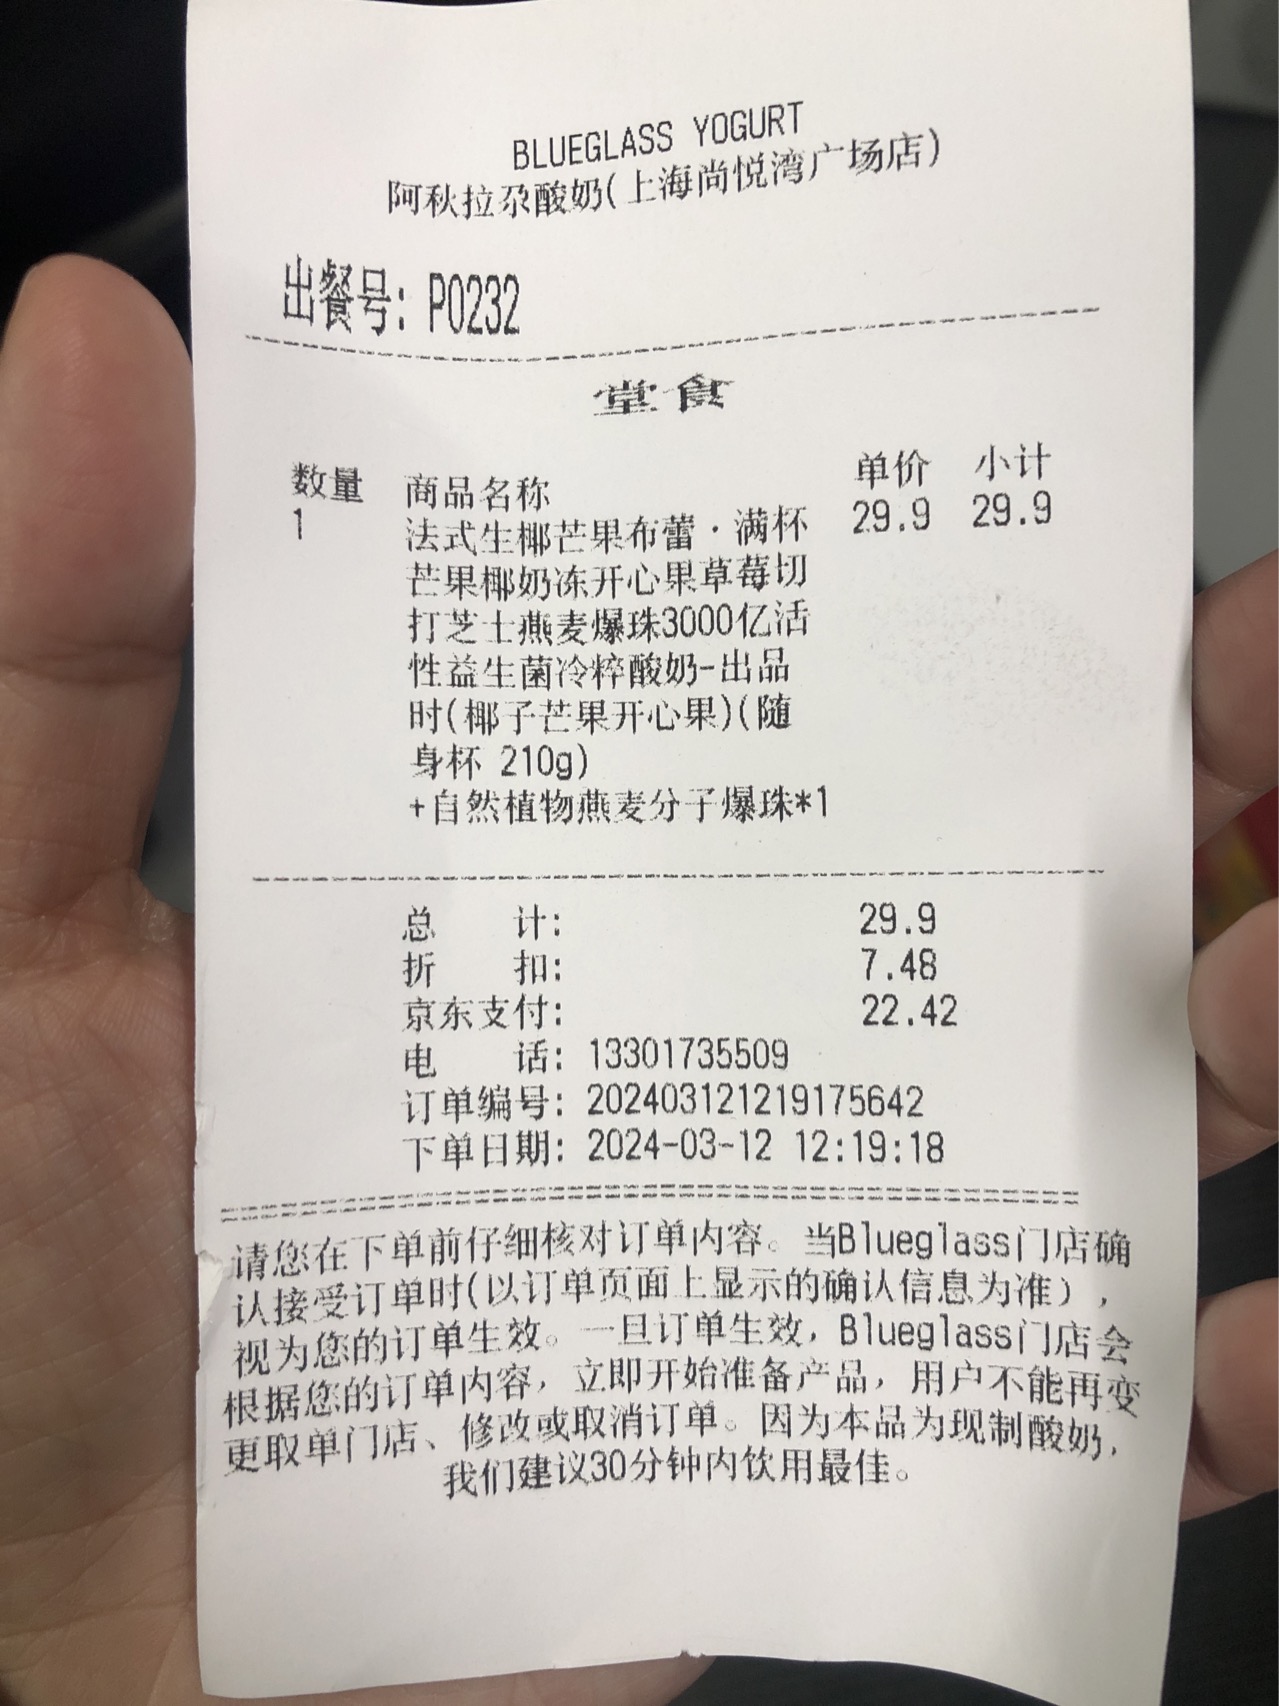 BLUEGLASS YOGURT
阿秋拉尕酸奶(上海尚悦湾广场店)
出餐号: P0232
堂食
数量 商品名称 单价 小计
1 法式生椰芒果布蕾·满杯 29.9 29.9
芒果椰奶冻开心果草莓切
打芝士燕麦爆珠3000亿活
性益生菌冷粹酸奶-出品
时(椰子芒果开心果)(随
身杯 210g)
+自然植物燕麦分子爆珠*1
总 计: 29.9
折 扣: 7.48
京东支付: 22.42
电 话: 13301735509
订单编号: 202403121219175642
下单日期: 2024-03-12 12:19:18
请您在下单前仔细核对订单内容。当Blueglass门店确
认接受订单时(以订单页面上显示的确认信息为准),
视为您的订单生效。一旦订单生效,Blueglass门店会
根据您的订单内容,立即开始准备产品,用户不能再变
更取单门店、修改或取消订单。因为本品为现制酸奶,
我们建议30分钟内饮用最佳。